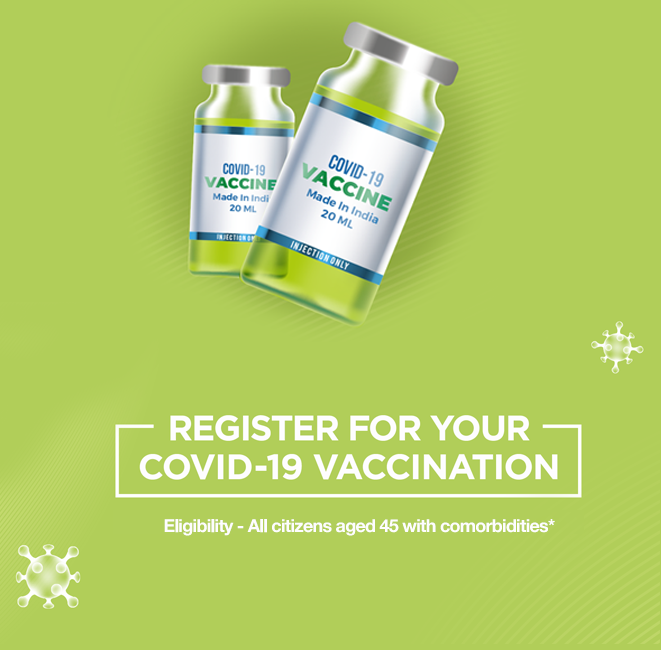 COVID-19
VACCINE
Made In Indi
20 ML
INJECTION ON
COVID-19
VACCINE
Made In India
20 ML
INJECTION ONLY
REGISTER FOR YOUR
COVID-19 VACCINATION
Eligibility - All citizens aged 45 with comorbidities*